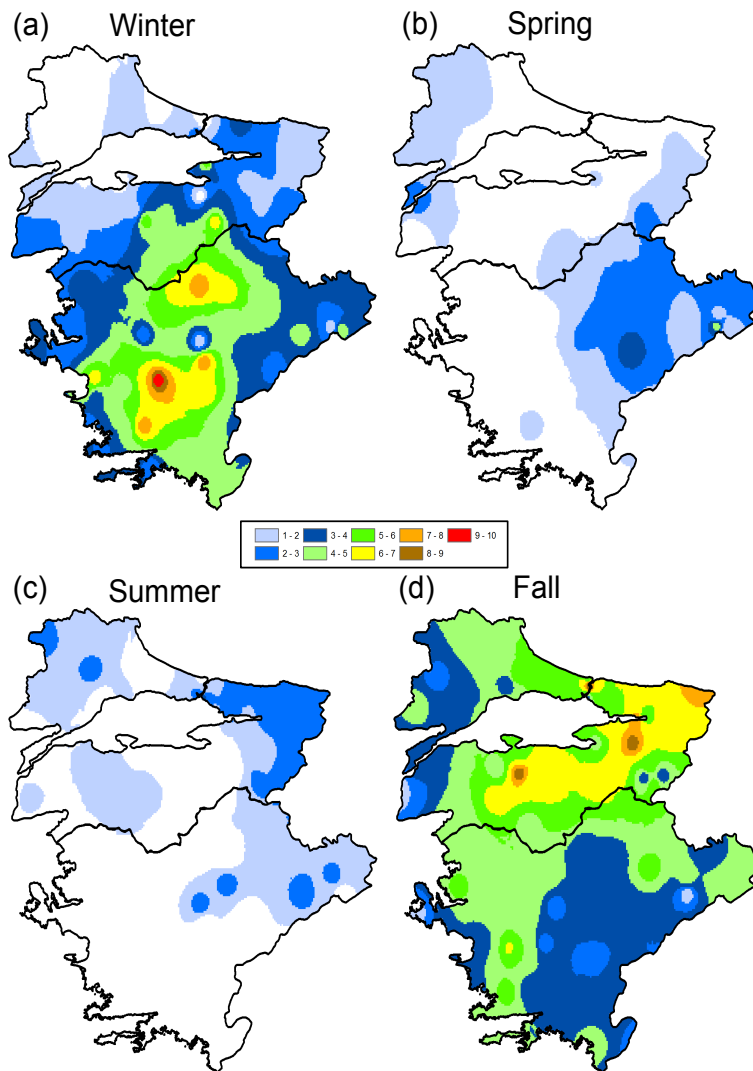 (a) Winter
(b) Spring
1 - 2 3 - 4 5 - 6 7 - 8 9 - 10
2 - 3 4 - 5 6 - 7 8 - 9
(c) Summer
(d) Fall